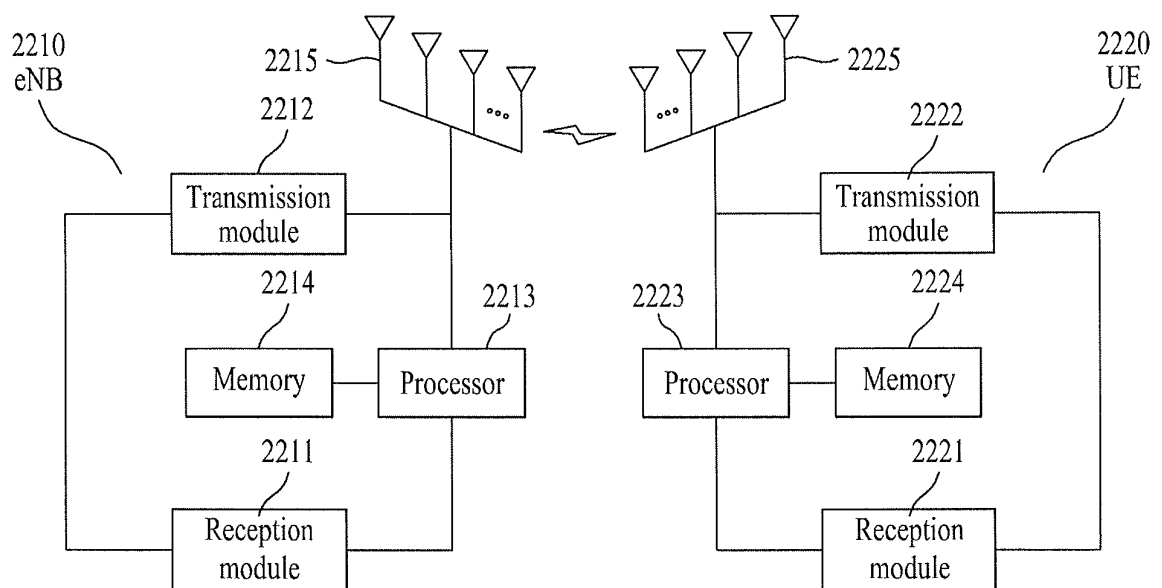 2210
eNB
2215
2225
2220
UE
2212
2222
Transmission
module
Transmission
module
2214
2213
2223
2224
Memory
Processor
Processor
Memory
2211
2221
Reception
module
Reception
module